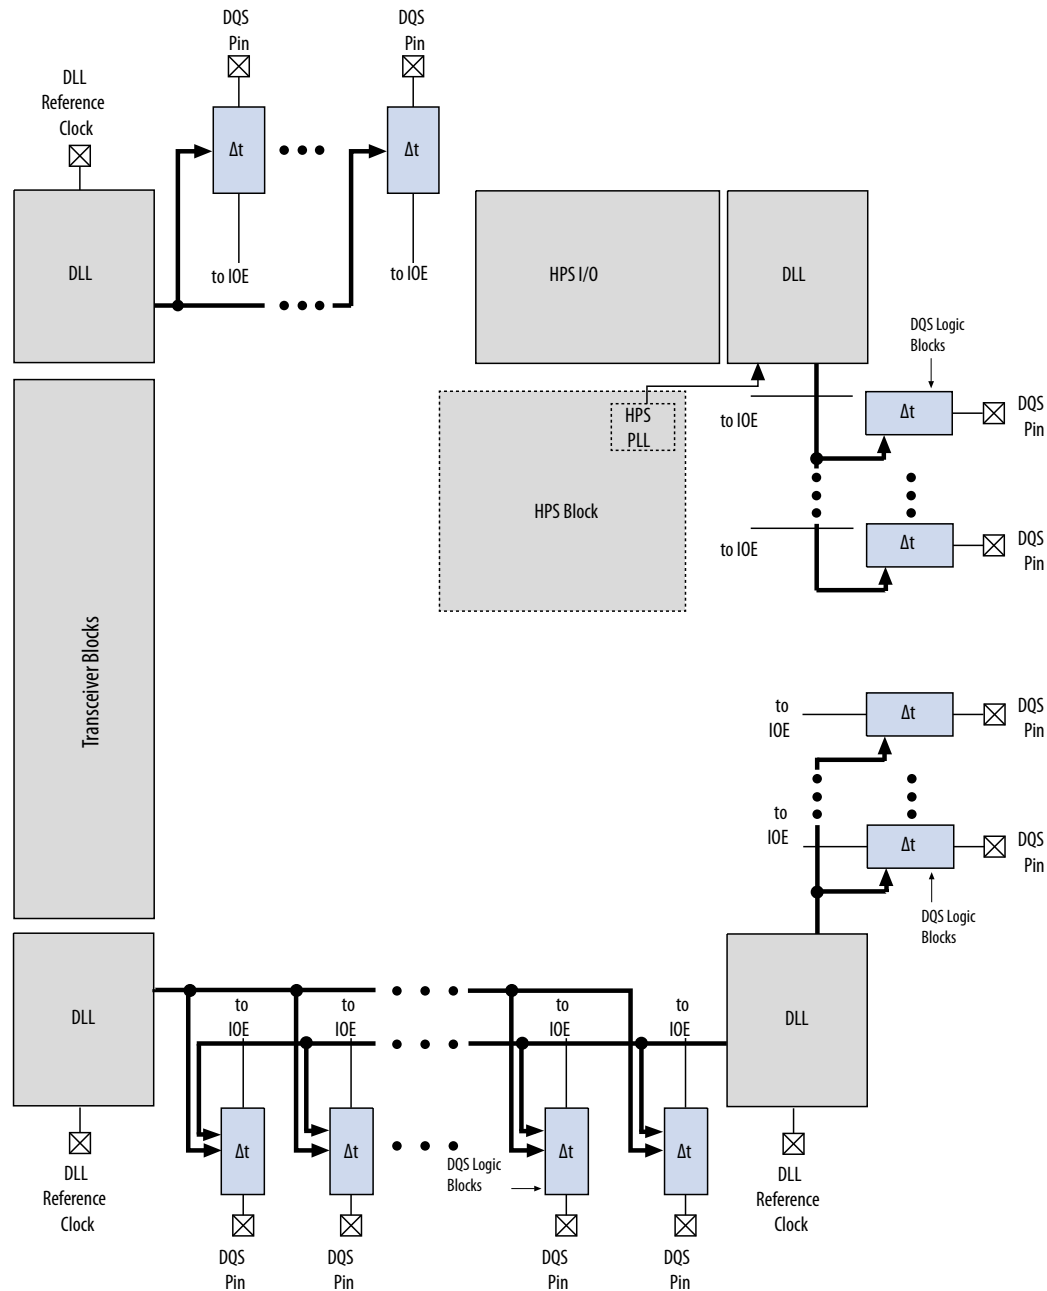 DQS
Pin
DQS
Pin
DLL
Reference
Clock
Δt
Δt
to IOE
to IOE
DLL
HPS I/O
DLL
DQS Logic
Blocks
HPS
PLL
to IOE
Δt
DQS
Pin
HPS Block
to IOE
Δt
DQS
Pin
Transceiver Blocks
to
IOE
Δt
DQS
Pin
to
IOE
Δt
DQS
Pin
DQS Logic
Blocks
DLL
to
IOE
to
IOE
to
IOE
to
IOE
DLL
Δt
Δt
Δt
Δt
DQS Logic
Blocks
DLL
Reference
Clock
DLL
Reference
Clock
DQS
Pin
DQS
Pin
DQS
Pin
DQS
Pin